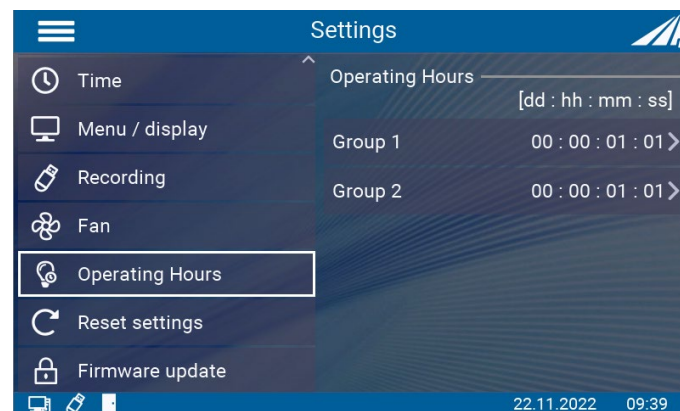 Settings
Time
Menu / display
Recording
Fan
Operating Hours
Reset settings
Firmware update
Operating Hours
[dd : hh : mm : ss]
Group 1 00 : 00 : 01 : 01
Group 2 00 : 00 : 01 : 01
22.11.2022 09:39